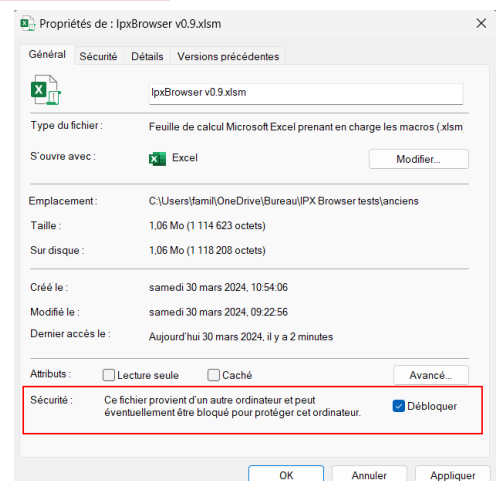 Propriétés de : IpxBrowser v0.9.xlsm
Général Sécurité Détails Versions précédentes
IpxBrowser v0.9.xlsm
Type du fichier : Feuille de calcul Microsoft Excel prenant en charge les macros (.xlsm
S'ouvre avec : Excel Modifier...
Emplacement : C:\Users\famil\OneDrive\Bureau\IPX Browser tests\anciens
Taille : 1,06 Mo (1 114 623 octets)
Sur disque : 1,06 Mo (1 118 208 octets)
Créé le : samedi 30 mars 2024, 10:54:06
Modifié le : samedi 30 mars 2024, 09:22:56
Dernier accès le : Aujourd'hui 30 mars 2024, il y a 2 minutes
Attributs : Lecture seule Caché Avancé...
Sécurité : Ce fichier provient d'un autre ordinateur et peut
éventuellement être bloqué pour protéger cet ordinateur. Débloquer
OK Annuler Appliquer